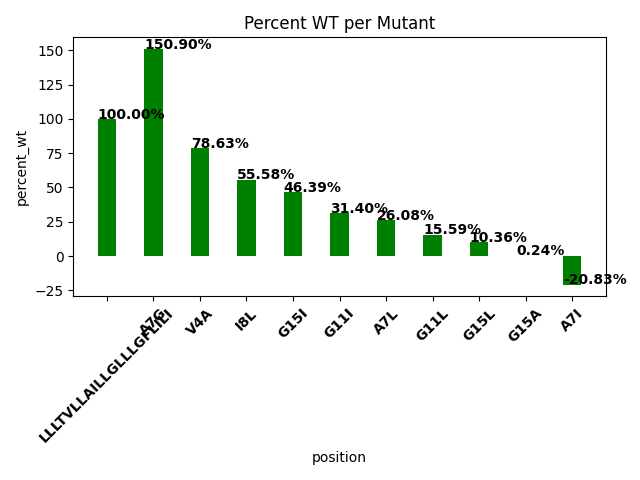 Percent WT per Mutant
percent_wt
150
125
100
75
50
25
0
−25
100.00%
150.90%
78.63%
55.58%
46.39%
31.40%
26.08%
15.59%
10.36%
0.24%
-20.83%
LLLTVLLAILLGLLLGFLILI
A7G
V4A
I8L
G15I
G11I
A7L
G11L
G15L
G15A
A7I
position